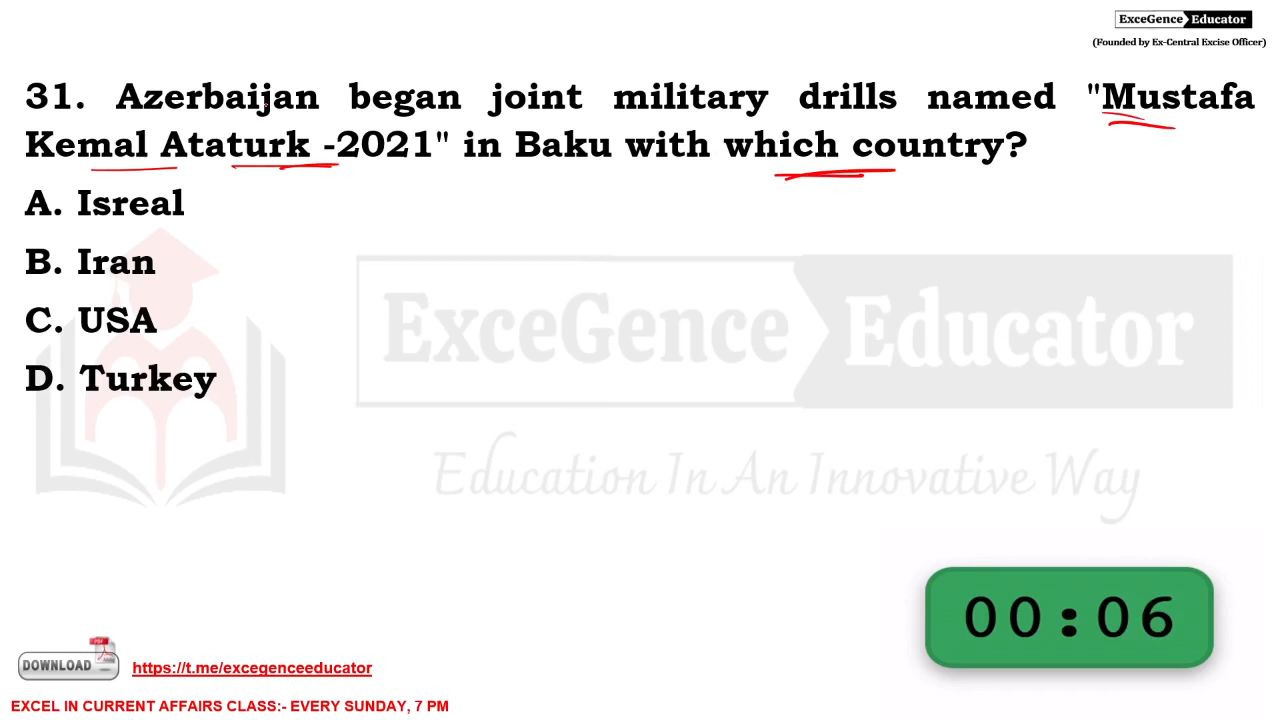 ExceGence Educator
(Founded by Ex-Central Excise Officer)
31. Azerbaijan began joint military drills named "Mustafa
Kemal Ataturk -2021" in Baku with which country?
A. Isreal
B. Iran
C. USA
D. Turkey
ExceGence Educator
Education In An Innovative Way
00:06
PDF
DOWNLOAD https://t.me/excegenceeducator
EXCEL IN CURRENT AFFAIRS CLASS:- EVERY SUNDAY, 7 PM